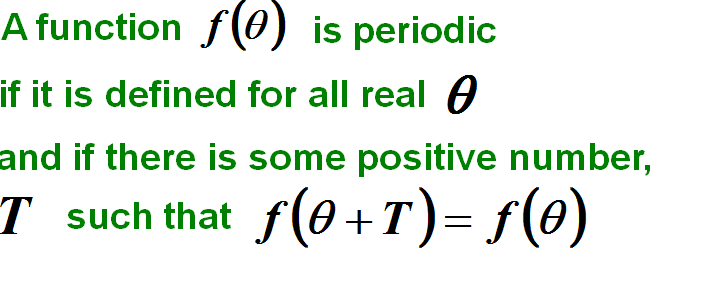 A function f(θ) is periodic
if it is defined for all real θ
and if there is some positive number,
T such that f(θ+T)= f(θ)